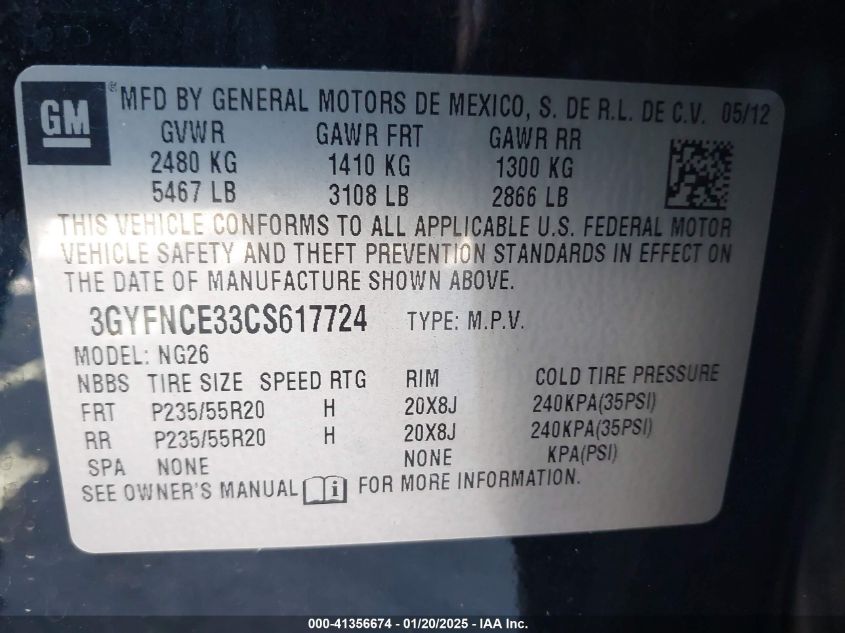 GM ® MFD BY GENERAL MOTORS DE MEXICO, S. DE R.L. DE C.V. 05/12
GVWR GAWR FRT GAWR RR
2480 KG 1410 KG 1300 KG
5467 LB 3108 LB 2866 LB
THIS VEHICLE CONFORMS TO ALL APPLICABLE U.S. FEDERAL MOTOR
VEHICLE SAFETY AND THEFT PREVENTION STANDARDS IN EFFECT ON
THE DATE OF MANUFACTURE SHOWN ABOVE.
3GYFNCE33CS617724 TYPE: M.P.V.
MODEL: NG26
NBBS TIRE SIZE SPEED RTG RIM COLD TIRE PRESSURE
FRT P235/55R20 H 20X8J 240KPA(35PSI)
RR P235/55R20 H 20X8J 240KPA(35PSI)
SPA NONE NONE KPA(PSI)
SEE OWNER'S MANUAL i FOR MORE INFORMATION.
000-41356674 - 01/20/2025 - IAA Inc.